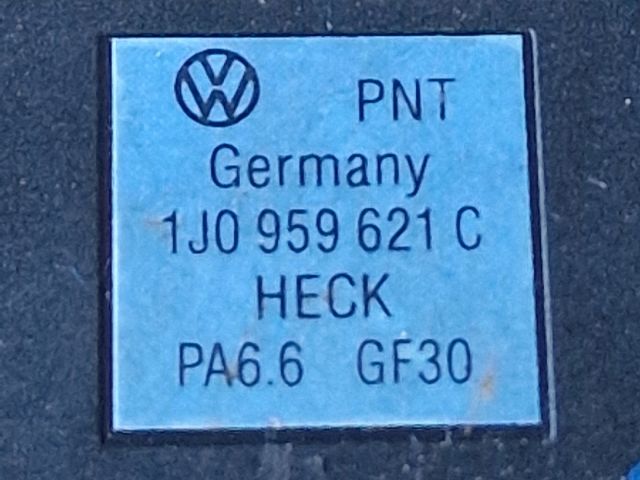 PNT
Germany
1J0 959 621 C
HECK
PA6.6 GF30